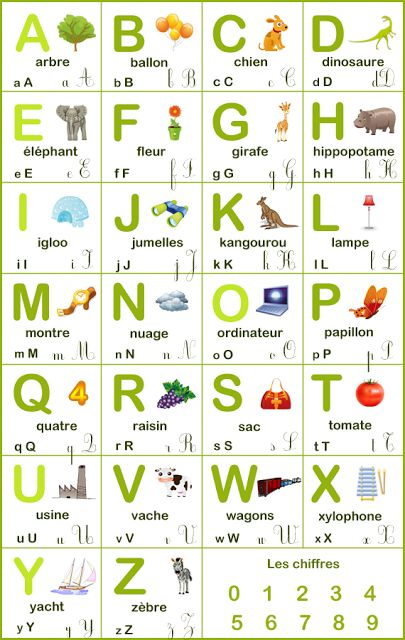 A B C D
arbre ballon chien dinosaure
a A a A b B b B c C c C d D d D
E F G H
éléphant fleur girafe hippopotame
e E e E f F f F g G g G h H h H
I J K L
igloo jumelles kangourou lampe
i I i I j J j J k K k K l L l L
M N O P
montre nuage ordinateur papillon
m M m M n N n N o O o O p P p P
Q 4 R S T
quatre raisin sac tomate
q Q q Q r R r R s S s S t T t T
U V W X
usine vache wagons xylophone
u U u U v V v V w W w W x X x X
Y Z Les chiffres
yacht zèbre 0 1 2 3 4
y Y y Y z Z z Z 5 6 7 8 9